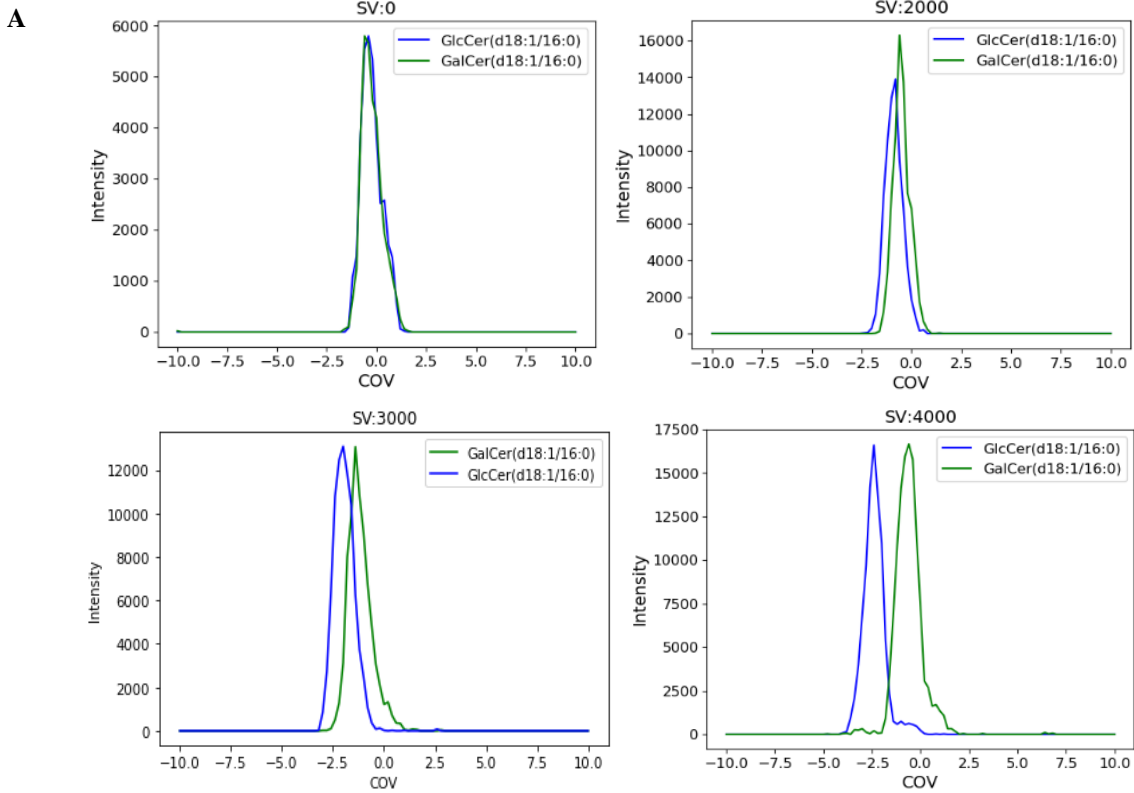 A
SV:0
GlcCer(d18:1/16:0)
GalCer(d18:1/16:0)
6000
5000
4000
3000
2000
1000
0
Intensity
−10.0 −7.5 −5.0 −2.5 0.0 2.5 5.0 7.5 10.0
COV
SV:2000
GlcCer(d18:1/16:0)
GalCer(d18:1/16:0)
16000
14000
12000
10000
8000
6000
4000
2000
0
Intensity
−10.0 −7.5 −5.0 −2.5 0.0 2.5 5.0 7.5 10.0
COV
SV:3000
GalCer(d18:1/16:0)
GlcCer(d18:1/16:0)
12000
10000
8000
6000
4000
2000
0
Intensity
−10.0 −7.5 −5.0 −2.5 0.0 2.5 5.0 7.5 10.0
COV
SV:4000
GlcCer(d18:1/16:0)
GalCer(d18:1/16:0)
17500
15000
12500
10000
7500
5000
2500
0
Intensity
−10.0 −7.5 −5.0 −2.5 0.0 2.5 5.0 7.5 10.0
COV